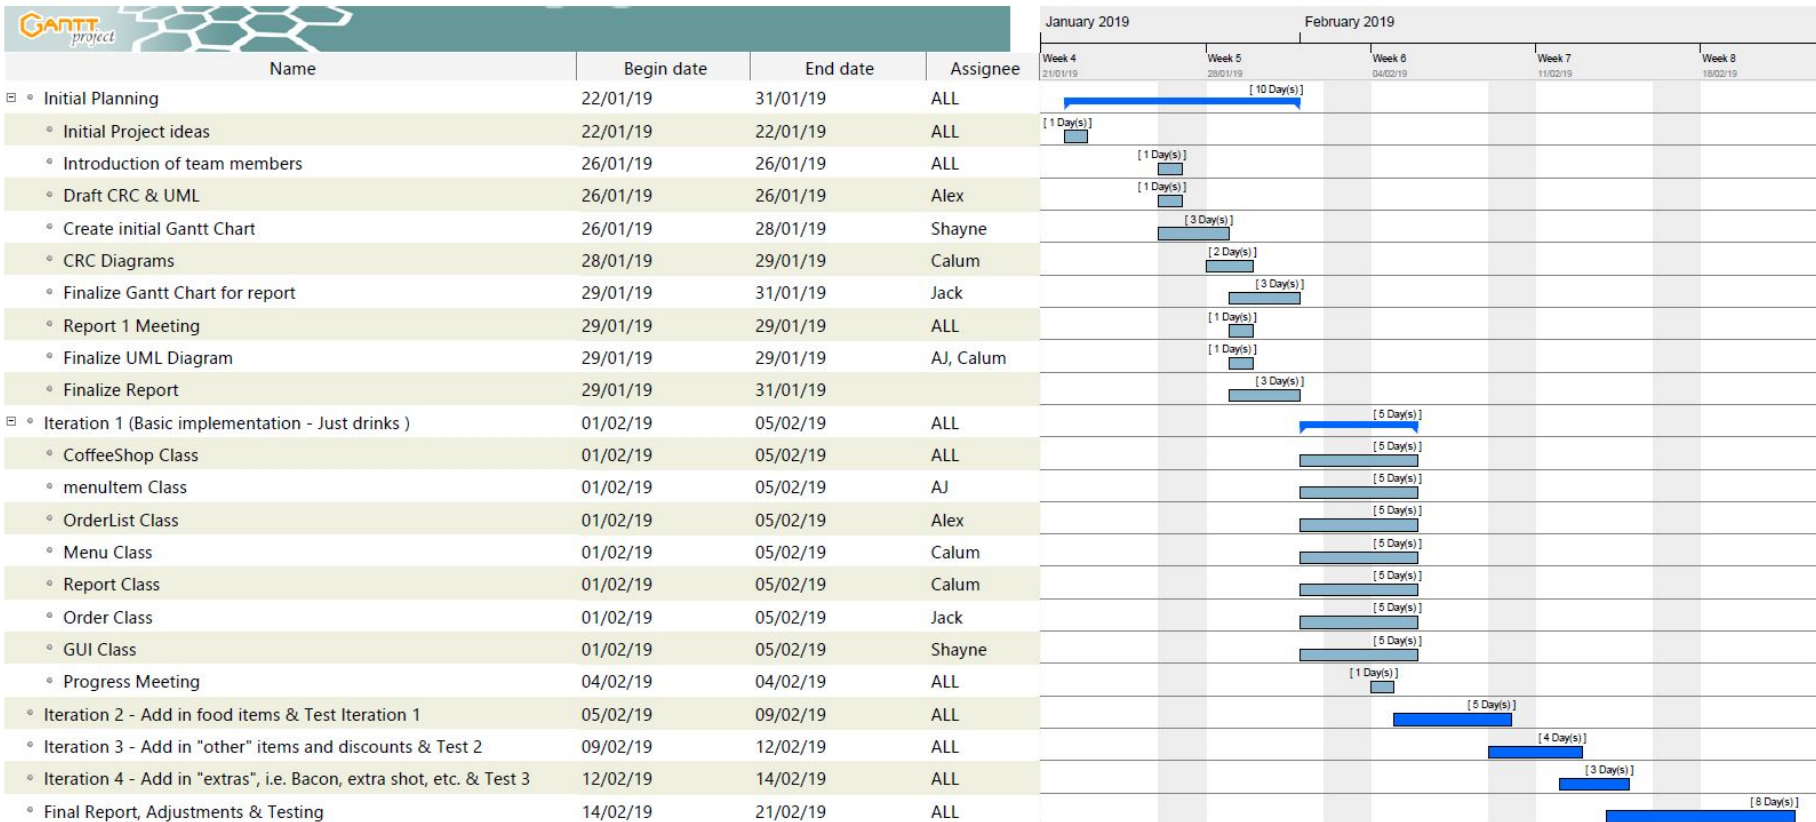 GANTT project
January 2019 February 2019
Name Begin date End date Assignee Week 4 Week 5 Week 6 Week 7 Week 8
21/01/19 28/01/19 04/02/19 11/02/19 18/02/19
Initial Planning 22/01/19 31/01/19 ALL [ 10 Day(s) ]
Initial Project ideas 22/01/19 22/01/19 ALL [ 1 Day(s) ]
Introduction of team members 26/01/19 26/01/19 ALL [ 1 Day(s) ]
Draft CRC & UML 26/01/19 26/01/19 Alex [ 1 Day(s) ]
Create initial Gantt Chart 26/01/19 28/01/19 Shayne [ 3 Day(s) ]
CRC Diagrams 28/01/19 29/01/19 Calum [ 2 Day(s) ]
Finalize Gantt Chart for report 29/01/19 31/01/19 Jack [ 3 Day(s) ]
Report 1 Meeting 29/01/19 29/01/19 ALL [ 1 Day(s) ]
Finalize UML Diagram 29/01/19 29/01/19 AJ, Calum [ 1 Day(s) ]
Finalize Report 29/01/19 31/01/19 [ 3 Day(s) ]
Iteration 1 (Basic implementation - Just drinks ) 01/02/19 05/02/19 ALL [ 5 Day(s) ]
CoffeeShop Class 01/02/19 05/02/19 ALL [ 5 Day(s) ]
menuItem Class 01/02/19 05/02/19 AJ [ 5 Day(s) ]
OrderList Class 01/02/19 05/02/19 Alex [ 5 Day(s) ]
Menu Class 01/02/19 05/02/19 Calum [ 5 Day(s) ]
Report Class 01/02/19 05/02/19 Calum [ 5 Day(s) ]
Order Class 01/02/19 05/02/19 Jack [ 5 Day(s) ]
GUI Class 01/02/19 05/02/19 Shayne [ 5 Day(s) ]
Progress Meeting 04/02/19 04/02/19 ALL [ 1 Day(s) ]
Iteration 2 - Add in food items & Test Iteration 1 05/02/19 09/02/19 ALL [ 5 Day(s) ]
Iteration 3 - Add in "other" items and discounts & Test 2 09/02/19 12/02/19 ALL [ 4 Day(s) ]
Iteration 4 - Add in "extras", i.e. Bacon, extra shot, etc. & Test 3 12/02/19 14/02/19 ALL [ 3 Day(s) ]
Final Report, Adjustments & Testing 14/02/19 21/02/19 ALL [ 8 Day(s) ]